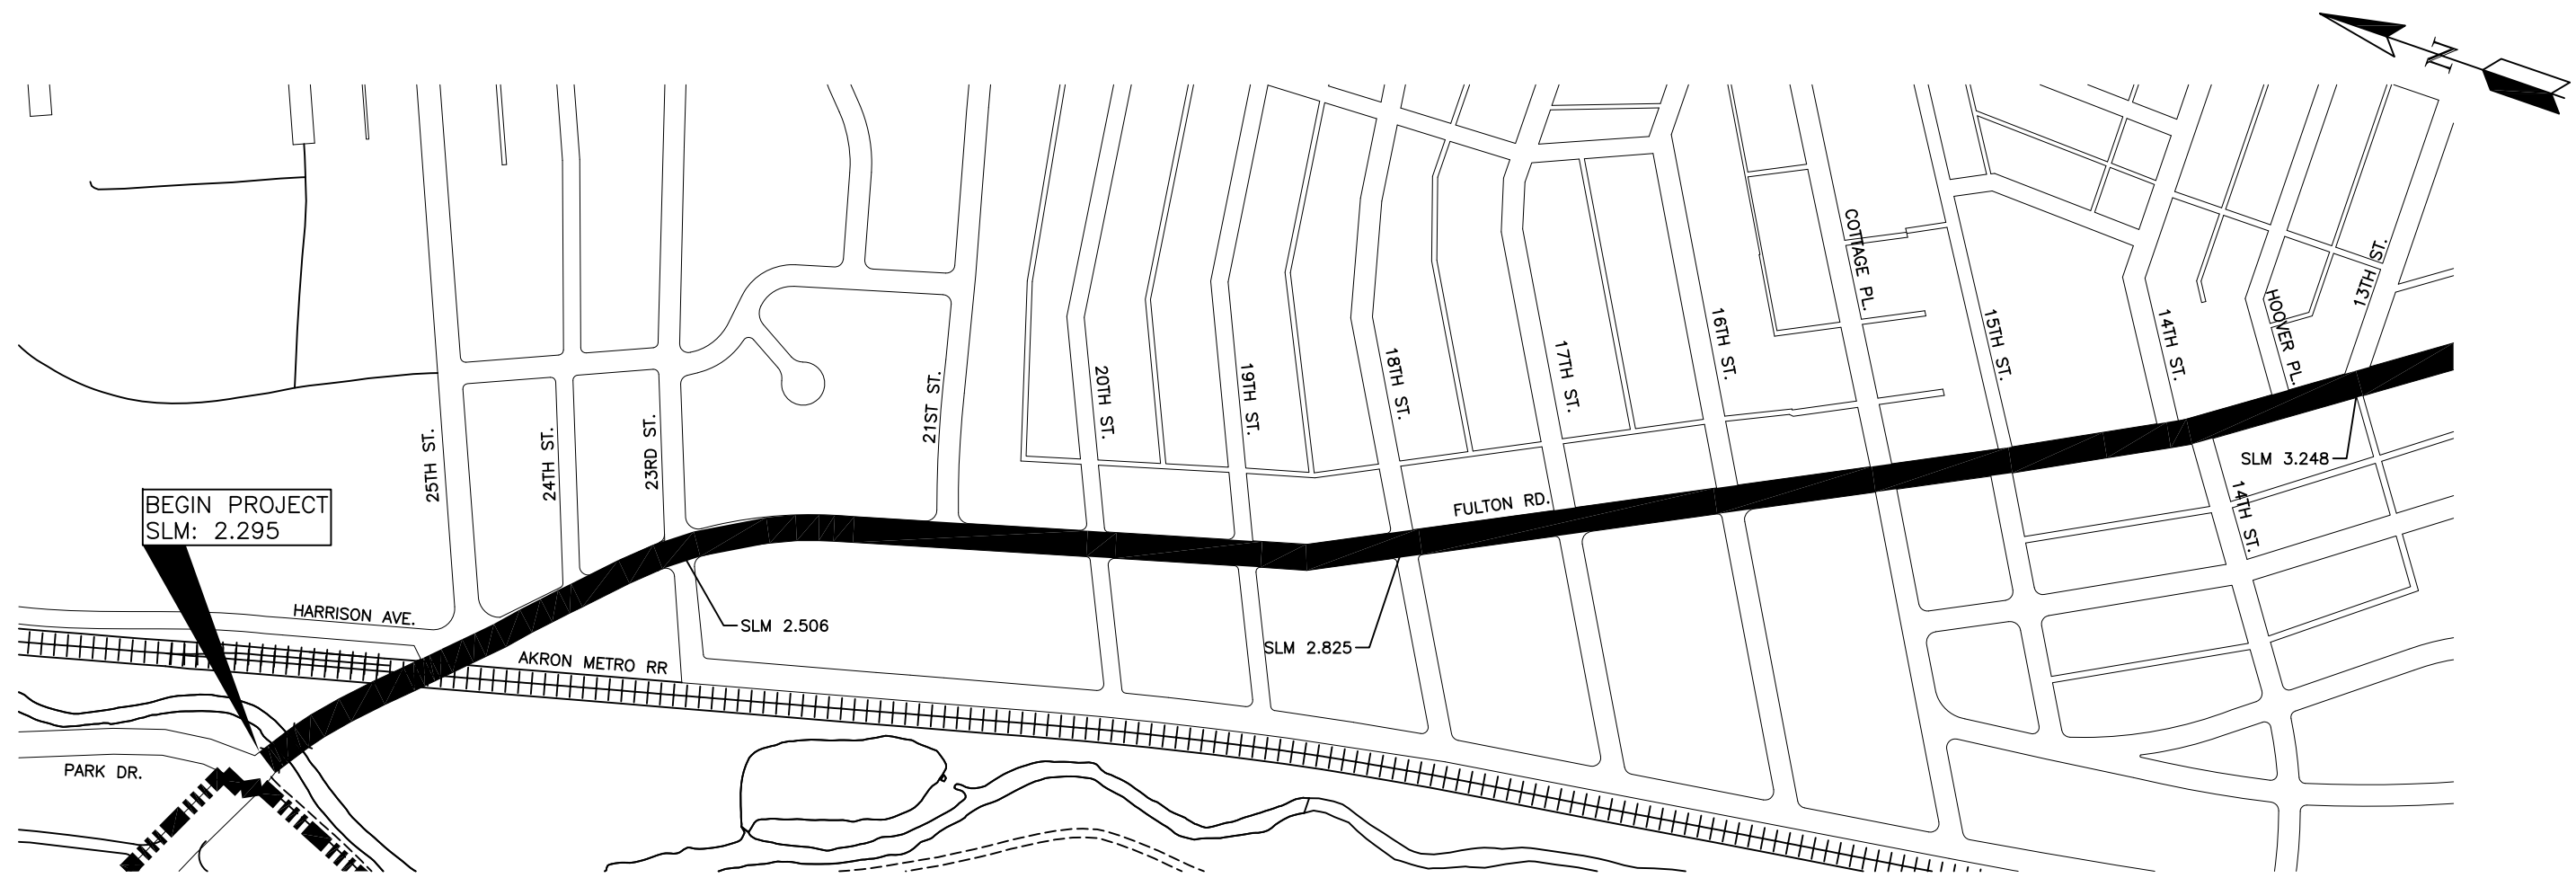 N
COTTAGE PL.
13TH ST.
HOOVER PL.
16TH ST.
15TH ST.
14TH ST.
17TH ST.
18TH ST.
19TH ST.
20TH ST.
21ST ST.
23RD ST.
24TH ST.
25TH ST.
SLM 3.248
14TH ST.
FULTON RD.
BEGIN PROJECT
SLM: 2.295
HARRISON AVE.
SLM 2.506
SLM 2.825
AKRON METRO RR
PARK DR.